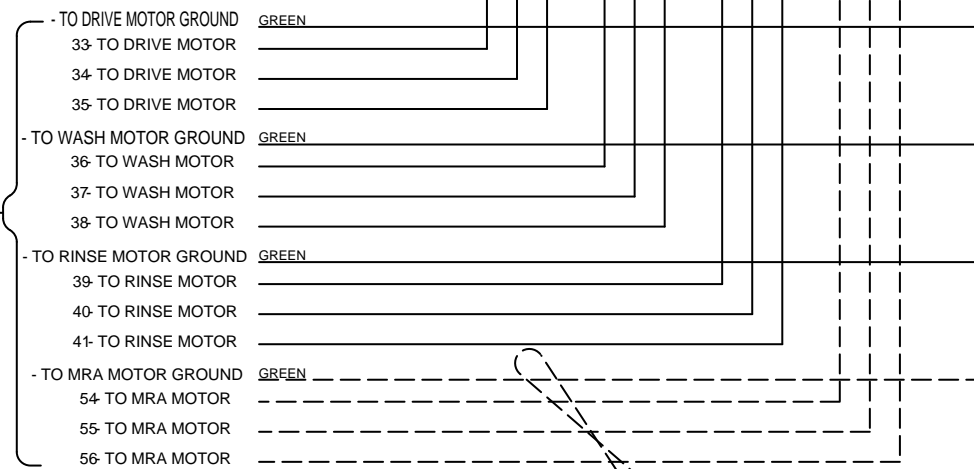 - TO DRIVE MOTOR GROUND GREEN
33- TO DRIVE MOTOR
34- TO DRIVE MOTOR
35- TO DRIVE MOTOR
- TO WASH MOTOR GROUND GREEN
36- TO WASH MOTOR
37- TO WASH MOTOR
38- TO WASH MOTOR
- TO RINSE MOTOR GROUND GREEN
39- TO RINSE MOTOR
40- TO RINSE MOTOR
41- TO RINSE MOTOR
- TO MRA MOTOR GROUND GREEN
54- TO MRA MOTOR
55- TO MRA MOTOR
56- TO MRA MOTOR